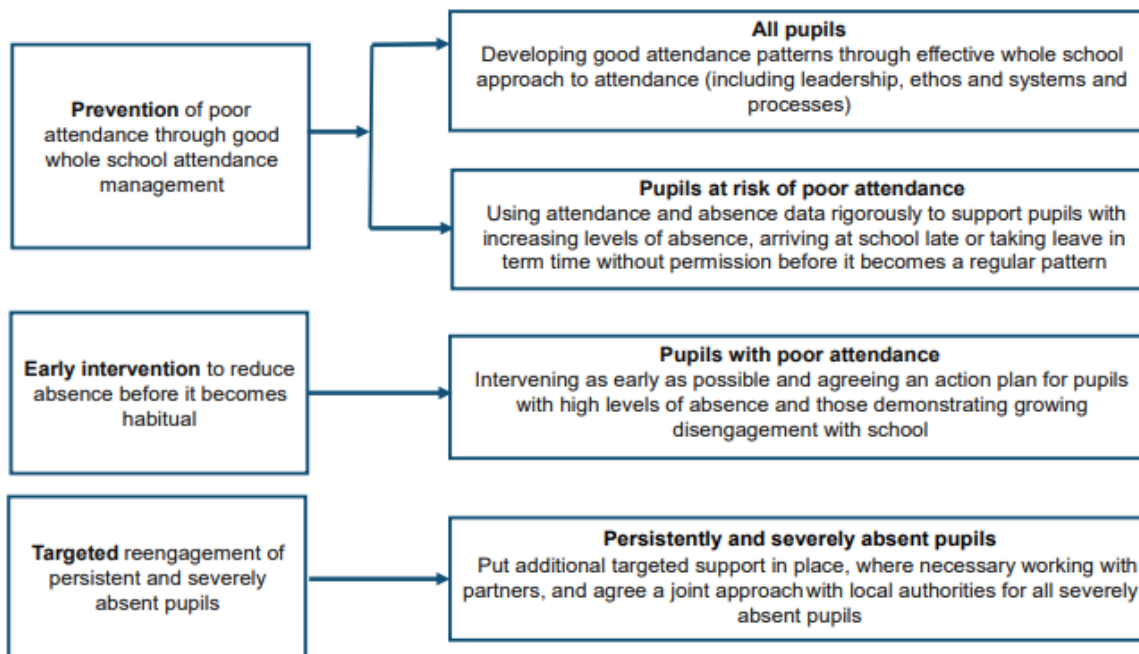 Prevention of poor
attendance through good
whole school attendance
management
All pupils
Developing good attendance patterns through effective whole school
approach to attendance (including leadership, ethos and systems and
processes)
Pupils at risk of poor attendance
Using attendance and absence data rigorously to support pupils with
increasing levels of absence, arriving at school late or taking leave in
term time without permission before it becomes a regular pattern
Early intervention to reduce
absence before it becomes
habitual
Pupils with poor attendance
Intervening as early as possible and agreeing an action plan for pupils
with high levels of absence and those demonstrating growing
disengagement with school
Targeted reengagement of
persistent and severely
absent pupils
Persistently and severely absent pupils
Put additional targeted support in place, where necessary working with
partners, and agree a joint approach with local authorities for all severely
absent pupils